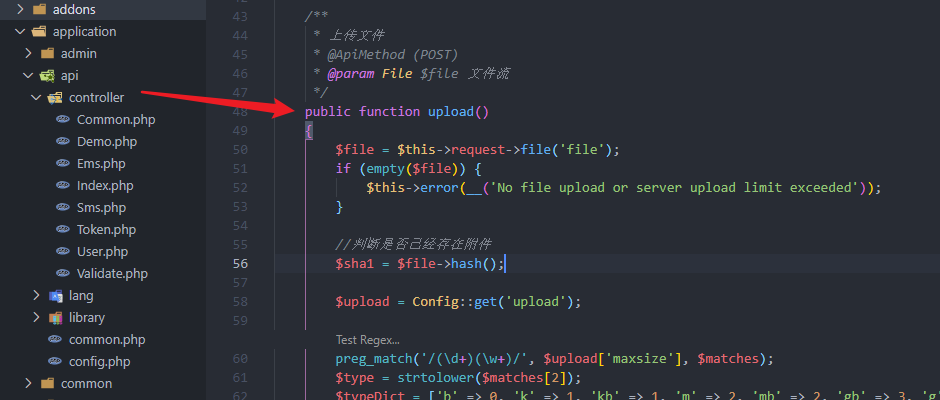 addons
application
admin
api
controller
Common.php
Demo.php
Ems.php
Index.php
Sms.php
Token.php
User.php
Validate.php
lang
library
common.php
config.php
common
43 /**
44 * 上传文件
45 * @ApiMethod (POST)
46 * @param File $file 文件流
47 */
48 public function upload()
49 {
50 $file = $this->request->file('file');
51 if (empty($file)) {
52 $this->error(__('No file upload or server upload limit exceeded'));
53 }
54
55 //判断是否已经存在附件
56 $sha1 = $file->hash();
57
58 $upload = Config::get('upload');
59
Test Regex...
60 preg_match('/(\d+)(\w+)/', $upload['maxsize'], $matches);
61 $type = strtolower($matches[2]);
62 $typeDict = ['b' => 0, 'k' => 1, 'kb' => 1, 'm' => 2, 'mb' => 2, 'gb' => 3, 'g